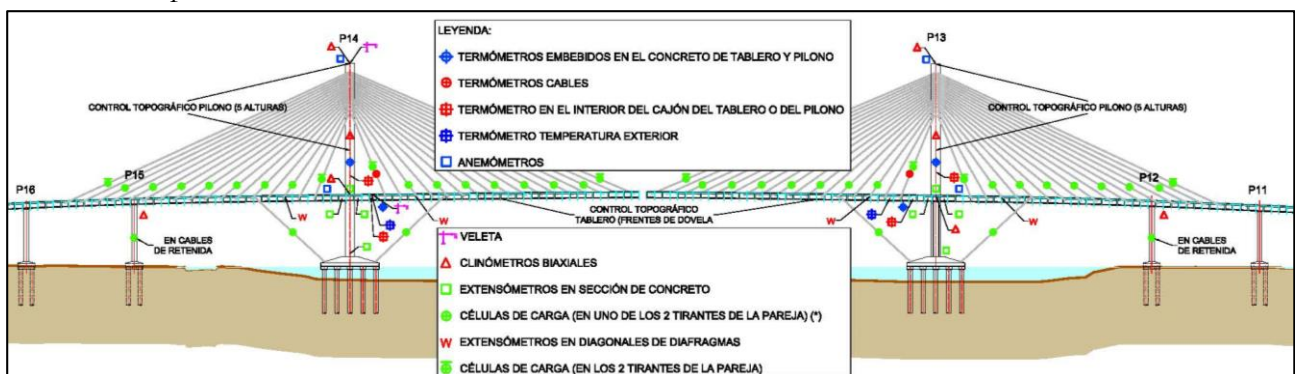 P14
P13
LEYENDA:
TERMÓMETROS EMBEBIDOS EN EL CONCRETO DE TABLERO Y PILONO
TERMÓMETROS CABLES
TERMÓMETRO EN EL INTERIOR DEL CAJÓN DEL TABLERO O DEL PILONO
TERMÓMETRO TEMPERATURA EXTERIOR
ANEMÓMETROS
CONTROL TOPOGRÁFICO PILONO (5 ALTURAS)
CONTROL TOPOGRÁFICO PILONO (5 ALTURAS)
P16
P15
P12
P11
CONTROL TOPOGRÁFICO
TABLERO (FRENTES DE DOVELA
EN CABLES
DE RETENIDA
EN CABLES
DE RETENIDA
VELETA
CLINÓMETROS BIAXIALES
EXTENSÓMETROS EN SECCIÓN DE CONCRETO
CÉLULAS DE CARGA (EN UNO DE LOS 2 TIRANTES DE LA PAREJA) (*)
W EXTENSÓMETROS EN DIAGONALES DE DIAFRAGMAS
CÉLULAS DE CARGA (EN LOS 2 TIRANTES DE LA PAREJA)
W
W
W
W